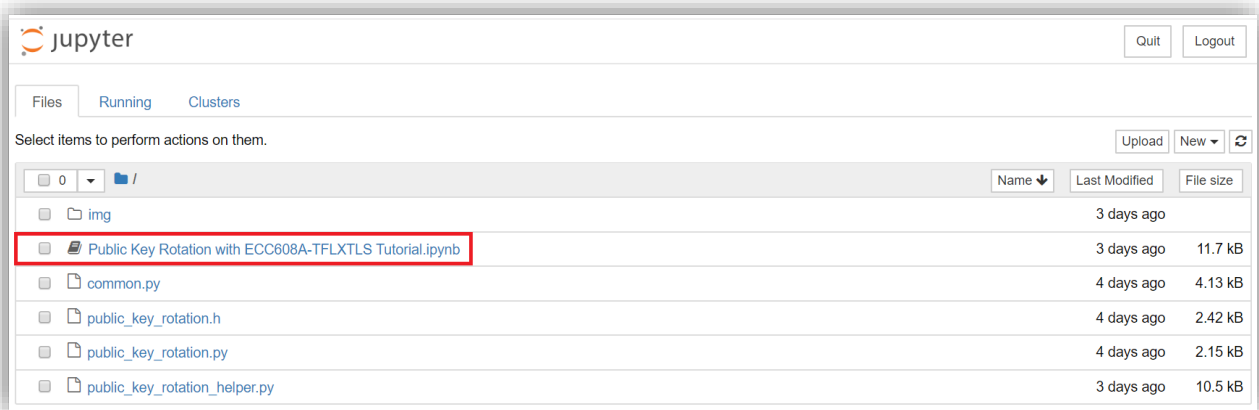 jupyter Quit Logout
Files Running Clusters
Select items to perform actions on them. Upload New
0 / Name Last Modified File size
img 3 days ago
Public Key Rotation with ECC608A-TFLXTLS Tutorial.ipynb 3 days ago 11.7 kB
common.py 4 days ago 4.13 kB
public_key_rotation.h 4 days ago 2.42 kB
public_key_rotation.py 4 days ago 2.15 kB
public_key_rotation_helper.py 3 days ago 10.5 kB